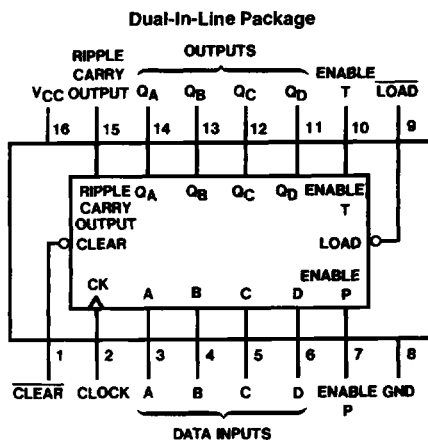 Dual-In-Line Package
OUTPUTS
RIPPLE
CARRY
OUTPUT
ENABLE
T
VCC QA QB QC QD LOAD
16 15 14 13 12 11 10 9
RIPPLE
CARRY
OUTPUT
QA QB QC QD ENABLE
T
CLEAR LOAD
ENABLE
P
CK A B C D
1 2 3 4 5 6 7 8
CLEAR CLOCK A B C D ENABLE
P
GND
DATA INPUTS